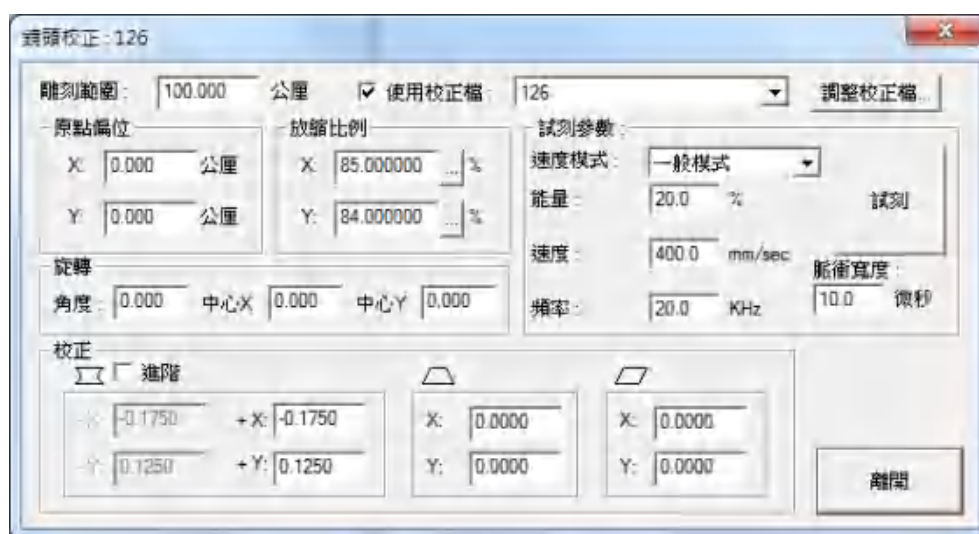 鏡頭校正 : 126
雕刻範圍 : 100.000 公厘 使用校正檔 : 126 調整校正檔...
原點偏位
X: 0.000 公厘
Y: 0.000 公厘
放縮比例
X: 85.000000 ... %
Y: 84.000000 ... %
試刻參數 :
速度模式 : 一般模式
能量 : 20.0 %
速度 : 400.0 mm/sec
頻率 : 20.0 KHz
試刻
脈衝寬度 :
10.0 微秒
旋轉
角度 : 0.000 中心X 0.000 中心Y 0.000
校正
進階
-X: -0.1750 +X: -0.1750
-Y: 0.1250 +Y: 0.1250
X: 0.0000
Y: 0.0000
X: 0.0000
Y: 0.0000
離開